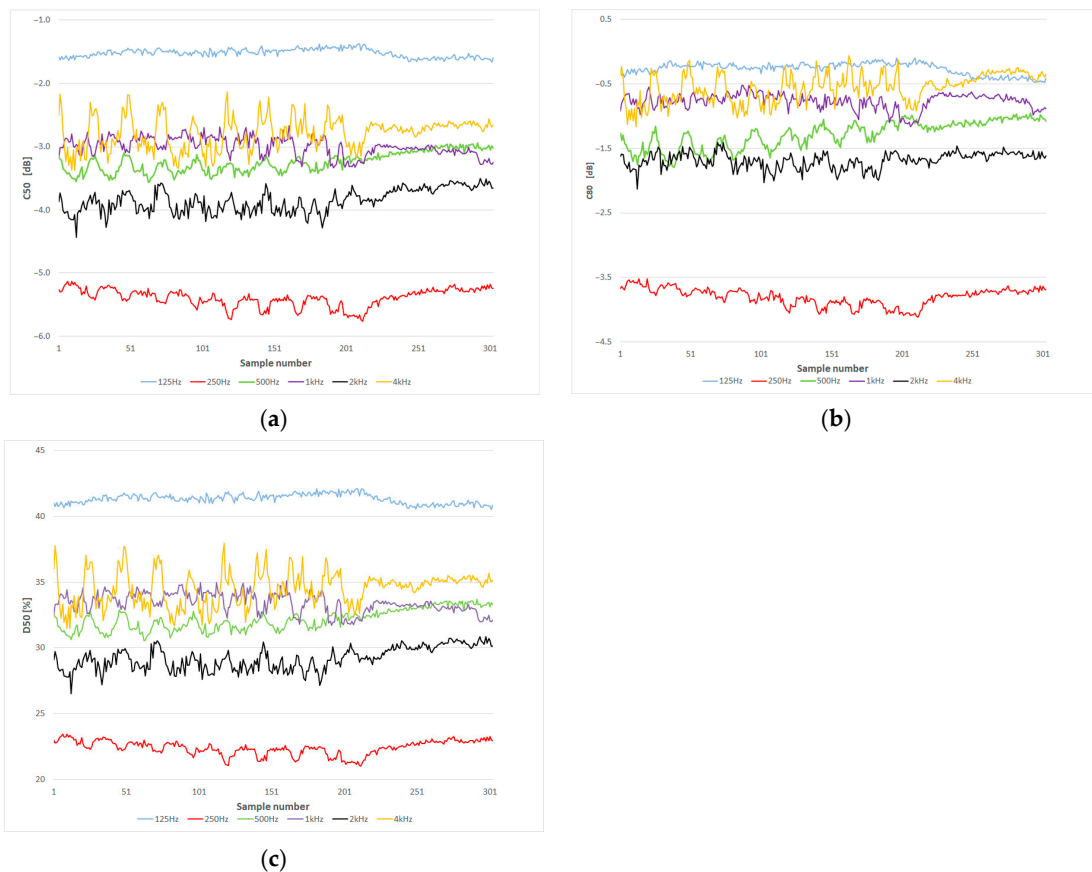 −1.0
−2.0
−3.0
−4.0
−5.0
−6.0
C50 [dB]
1 51 101 151 201 251 301
Sample number
125Hz 250Hz 500Hz 1kHz 2kHz 4kHz
(a)
0.5
−0.5
−1.5
−2.5
−3.5
−4.5
C80 [dB]
1 51 101 151 201 251 301
Sample number
125Hz 250Hz 500Hz 1kHz 2kHz 4kHz
(b)
45
40
35
30
25
20
D50 [%]
1 51 101 151 201 251 301
Sample number
125Hz 250Hz 500Hz 1kHz 2kHz 4kHz
(c)